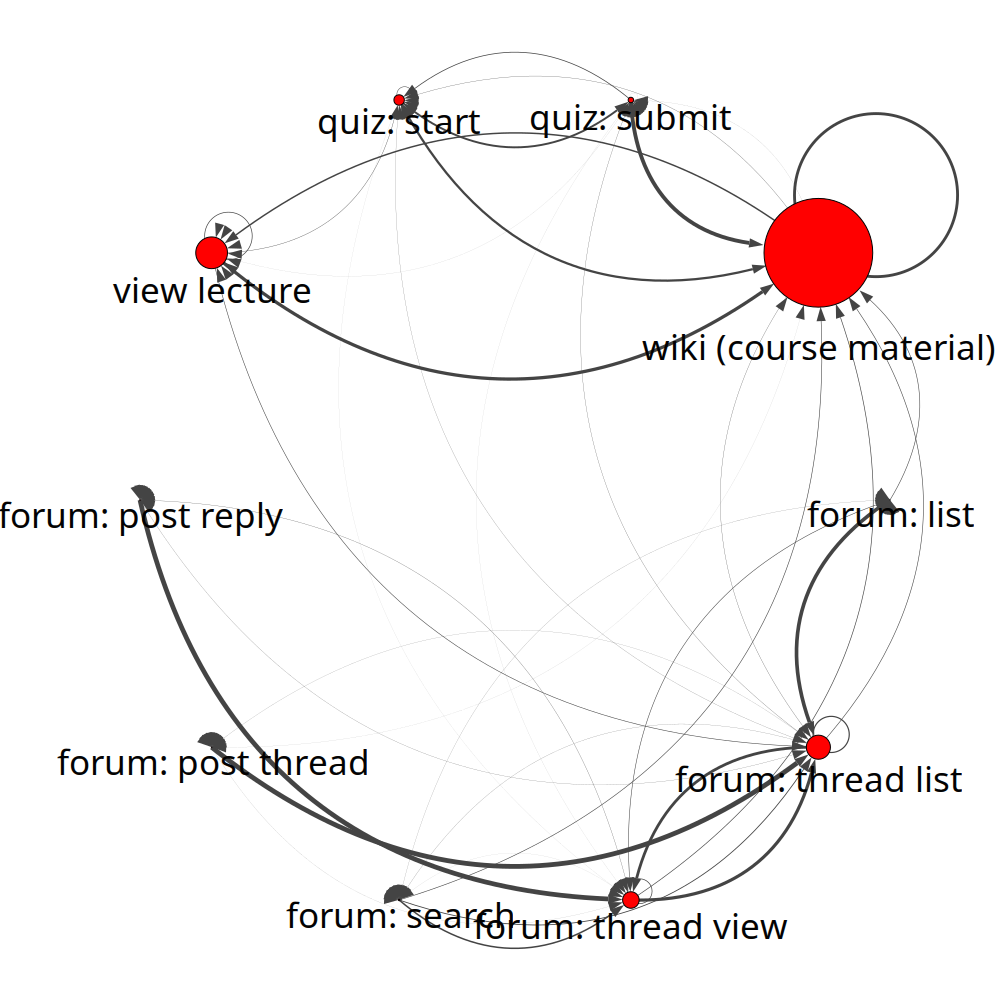 quiz: start
quiz: submit
view lecture
wiki (course material)
forum: post reply
forum: list
forum: post thread
forum: thread list
forum: search
forum: thread view